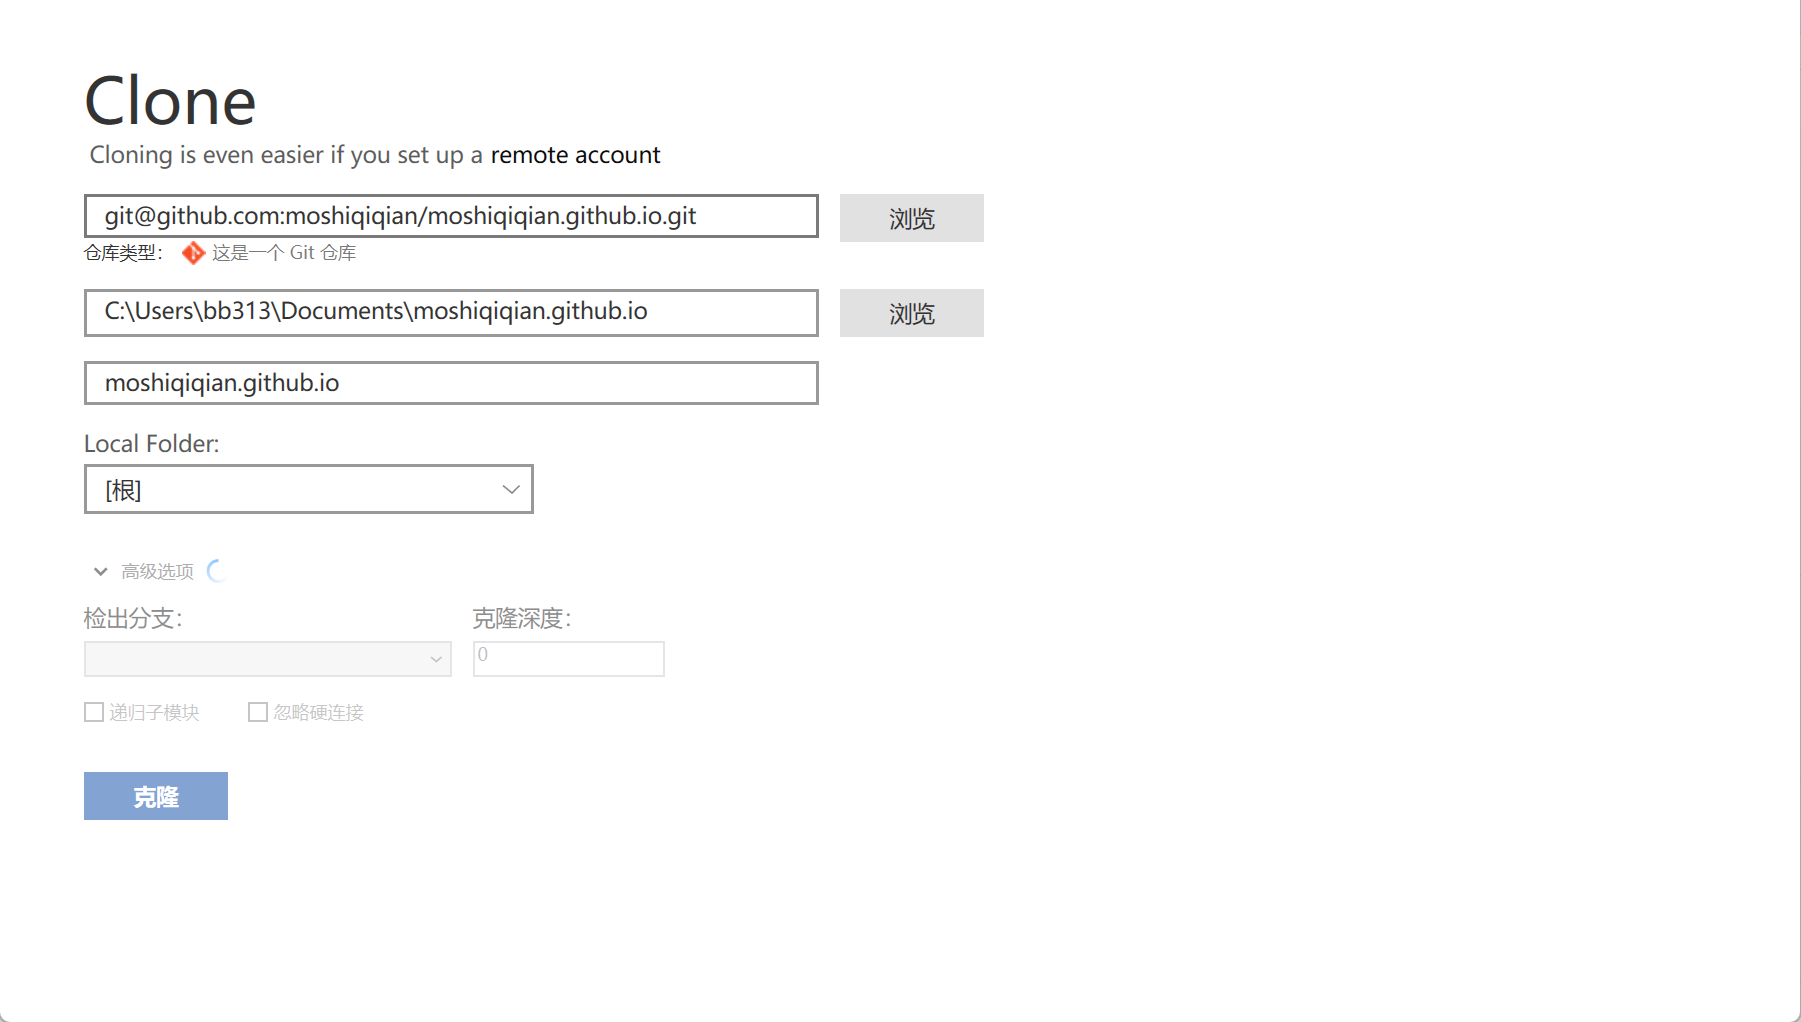 Clone
Cloning is even easier if you set up a remote account
git@github.com:moshiqiqian/moshiqiqian.github.io.git
浏览
仓库类型： 这是一个 Git 仓库
C:\Users\bb313\Documents\moshiqiqian.github.io
浏览
moshiqiqian.github.io
Local Folder:
[根]
高级选项
检出分支：
克隆深度：
0
递归子模块
忽略硬连接
克隆